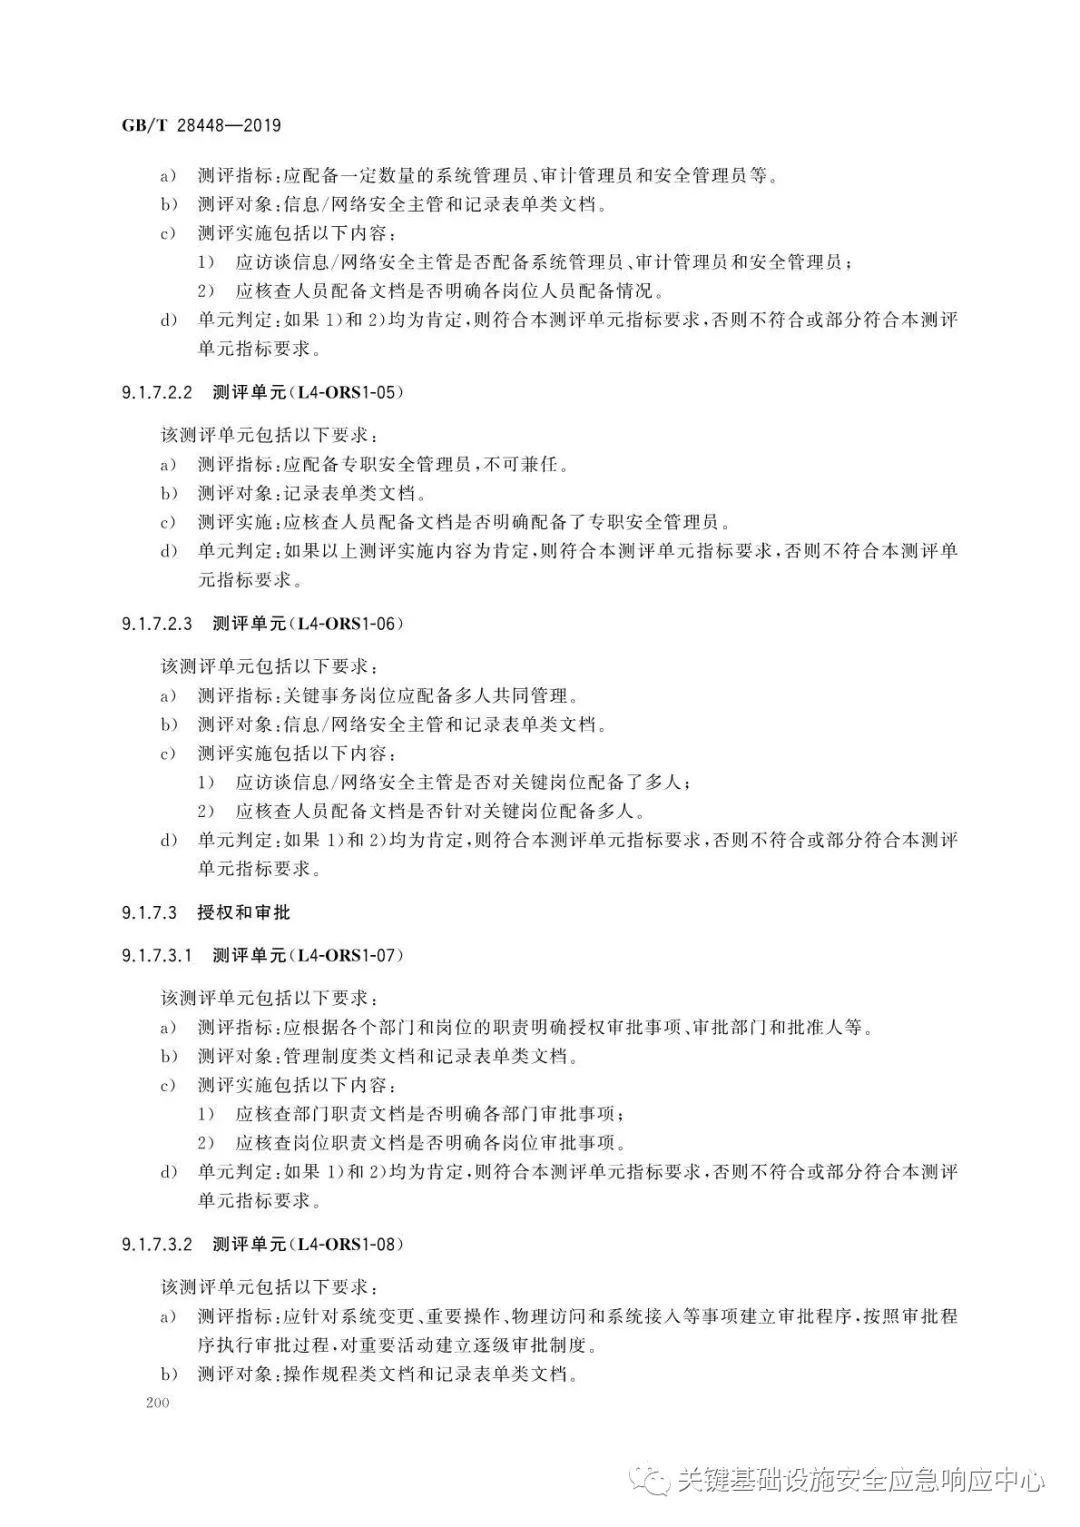 GB/T 28448—2019
a) 测评指标:应配备一定数量的系统管理员、审计管理员和安全管理员等。
b) 测评对象:信息/网络安全主管和记录表单类文档。
c) 测评实施包括以下内容:
1) 应访谈信息/网络安全主管是否配备系统管理员、审计管理员和安全管理员;
2) 应核查人员配备文档是否明确各岗位人员配备情况。
d) 单元判定:如果 1)和 2)均为肯定,则符合本测评单元指标要求,否则不符合或部分符合本测评
单元指标要求。
9.1.7.2.2 测评单元(L4-ORS1-05)
该测评单元包括以下要求:
a) 测评指标:应配备专职安全管理员,不可兼任。
b) 测评对象:记录表单类文档。
c) 测评实施:应核查人员配备文档是否明确配备了专职安全管理员。
d) 单元判定:如果以上测评实施内容为肯定,则符合本测评单元指标要求,否则不符合本测评单
元指标要求。
9.1.7.2.3 测评单元(L4-ORS1-06)
该测评单元包括以下要求:
a) 测评指标:关键事务岗位应配备多人共同管理。
b) 测评对象:信息/网络安全主管和记录表单类文档。
c) 测评实施包括以下内容:
1) 应访谈信息/网络安全主管是否对关键岗位配备了多人;
2) 应核查人员配备文档是否针对关键岗位配备多人。
d) 单元判定:如果 1)和 2)均为肯定,则符合本测评单元指标要求,否则不符合或部分符合本测评
单元指标要求。
9.1.7.3 授权和审批
9.1.7.3.1 测评单元(L4-ORS1-07)
该测评单元包括以下要求:
a) 测评指标:应根据各个部门和岗位的职责明确授权审批事项、审批部门和批准人等。
b) 测评对象:管理制度类文档和记录表单类文档。
c) 测评实施包括以下内容:
1) 应核查部门职责文档是否明确各部门审批事项;
2) 应核查岗位职责文档是否明确各岗位审批事项。
d) 单元判定:如果 1)和 2)均为肯定,则符合本测评单元指标要求,否则不符合或部分符合本测评
单元指标要求。
9.1.7.3.2 测评单元(L4-ORS1-08)
该测评单元包括以下要求:
a) 测评指标:应针对系统变更、重要操作、物理访问和系统接入等事项建立审批程序,按照审批程
序执行审批过程,对重要活动建立逐级审批制度。
b) 测评对象:操作规程类文档和记录表单类文档。
200
关键基础设施安全应急响应中心